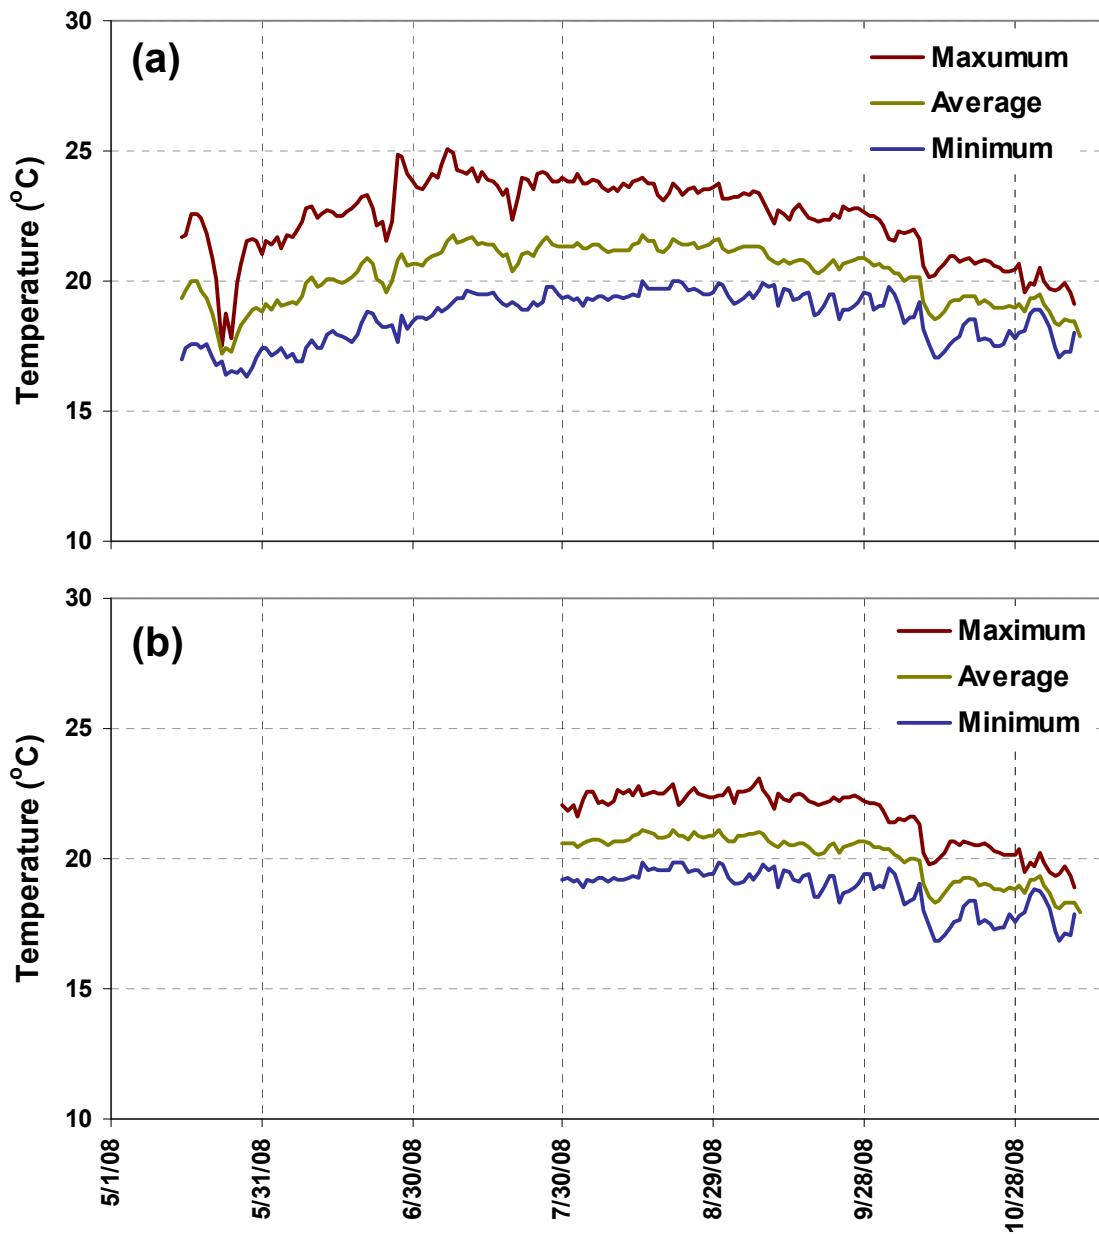 30
(a)
Maxumum
Average
Minimum
25
20
15
10
Temperature (°C)
30
(b)
Maximum
Average
Minimum
25
20
15
10
Temperature (°C)
5/1/08
5/31/08
6/30/08
7/30/08
8/29/08
9/28/08
10/28/08